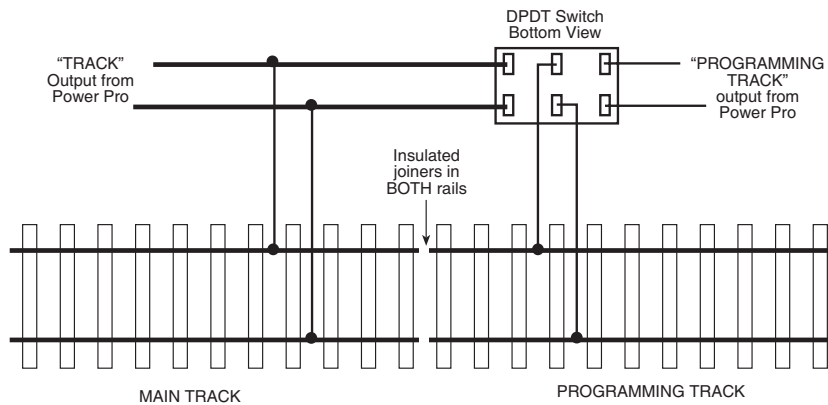 DPDT Switch
Bottom View
“TRACK”
Output from
Power Pro
“PROGRAMMING
TRACK”
output from
Power Pro
Insulated
joiners in
BOTH rails
MAIN TRACK
PROGRAMMING TRACK